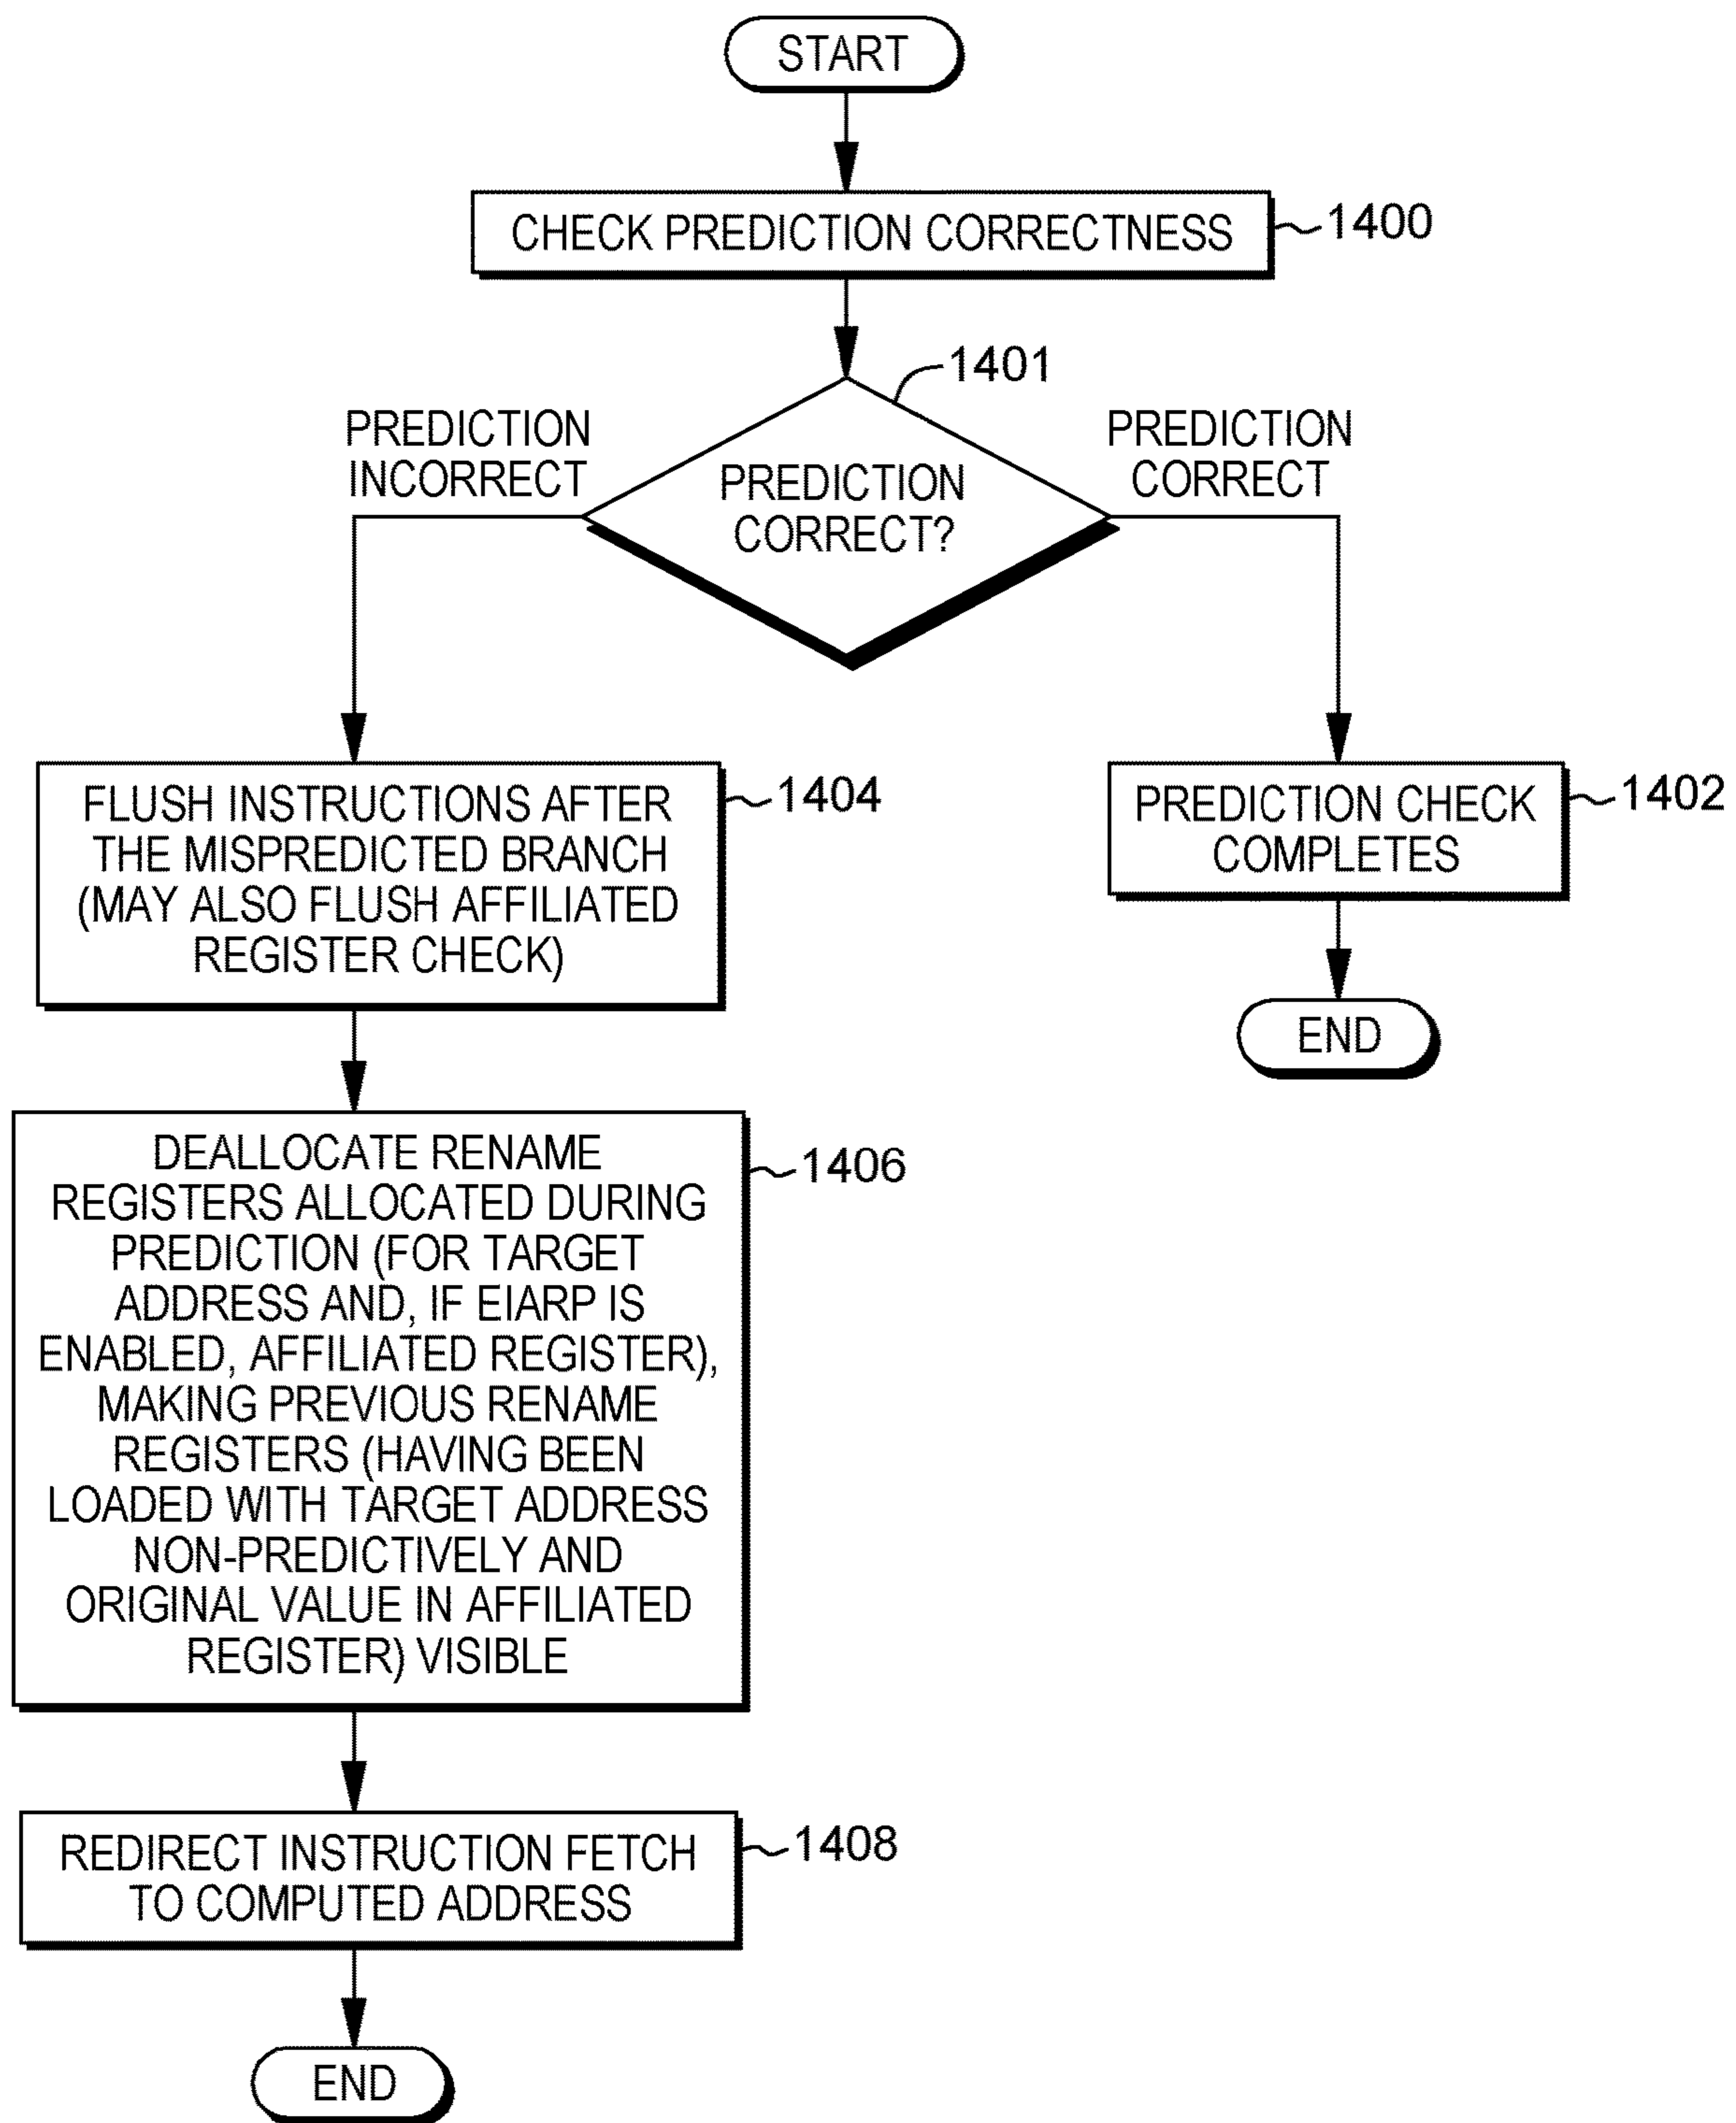 START
CHECK PREDICTION CORRECTNESS
1400
1401
PREDICTION
INCORRECT
PREDICTION
CORRECT?
PREDICTION
CORRECT
FLUSH INSTRUCTIONS AFTER
THE MISPREDICTED BRANCH
(MAY ALSO FLUSH AFFILIATED
REGISTER CHECK)
1404
PREDICTION CHECK
COMPLETES
1402
END
DEALLOCATE RENAME
REGISTERS ALLOCATED DURING
PREDICTION (FOR TARGET
ADDRESS AND, IF EIARP IS
ENABLED, AFFILIATED REGISTER),
MAKING PREVIOUS RENAME
REGISTERS (HAVING BEEN
LOADED WITH TARGET ADDRESS
NON-PREDICTIVELY AND
ORIGINAL VALUE IN AFFILIATED
REGISTER) VISIBLE
1406
REDIRECT INSTRUCTION FETCH
TO COMPUTED ADDRESS
1408
END